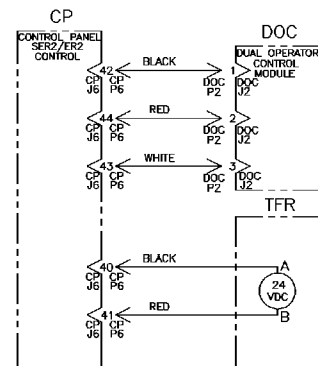 CP
CONTROL PANEL
SER2/ER2
CONTROL
DOC
DUAL OPERATOR
CONTROL
MODULE
42 BLACK 1
CP J6 CP P6 DOC P2 DOC J2
44 RED 2
CP J6 CP P6 DOC P2 DOC J2
43 WHITE 3
CP J6 CP P6 DOC P2 DOC J2
TFR
40 BLACK A
CP J6 CP P6
24
VDC
41 RED B
CP J6 CP P6